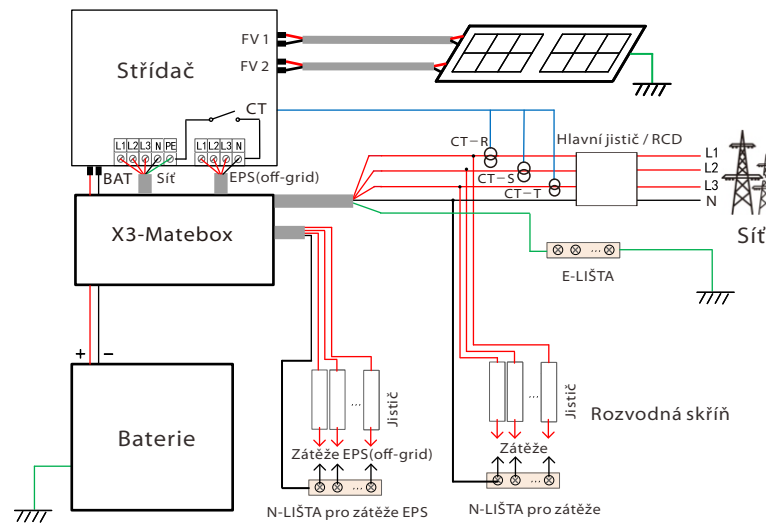 FV 1
FV 2
Střídač
CT
L1 L2 L3 N PE
L1 L2 L3 N
BAT
Síť
EPS(off-grid)
CT-R
CT-S
CT-T
Hlavní jistič / RCD
L1
L2
L3
N
Síť
X3-Matebox
E-LIŠTA
+ −
Baterie
...
Jistič
Zátěže EPS(off-grid)
...
N-LIŠTA pro zátěže EPS
...
Jistič
Rozvodná skříň
Zátěže
...
N-LIŠTA pro zátěže
...